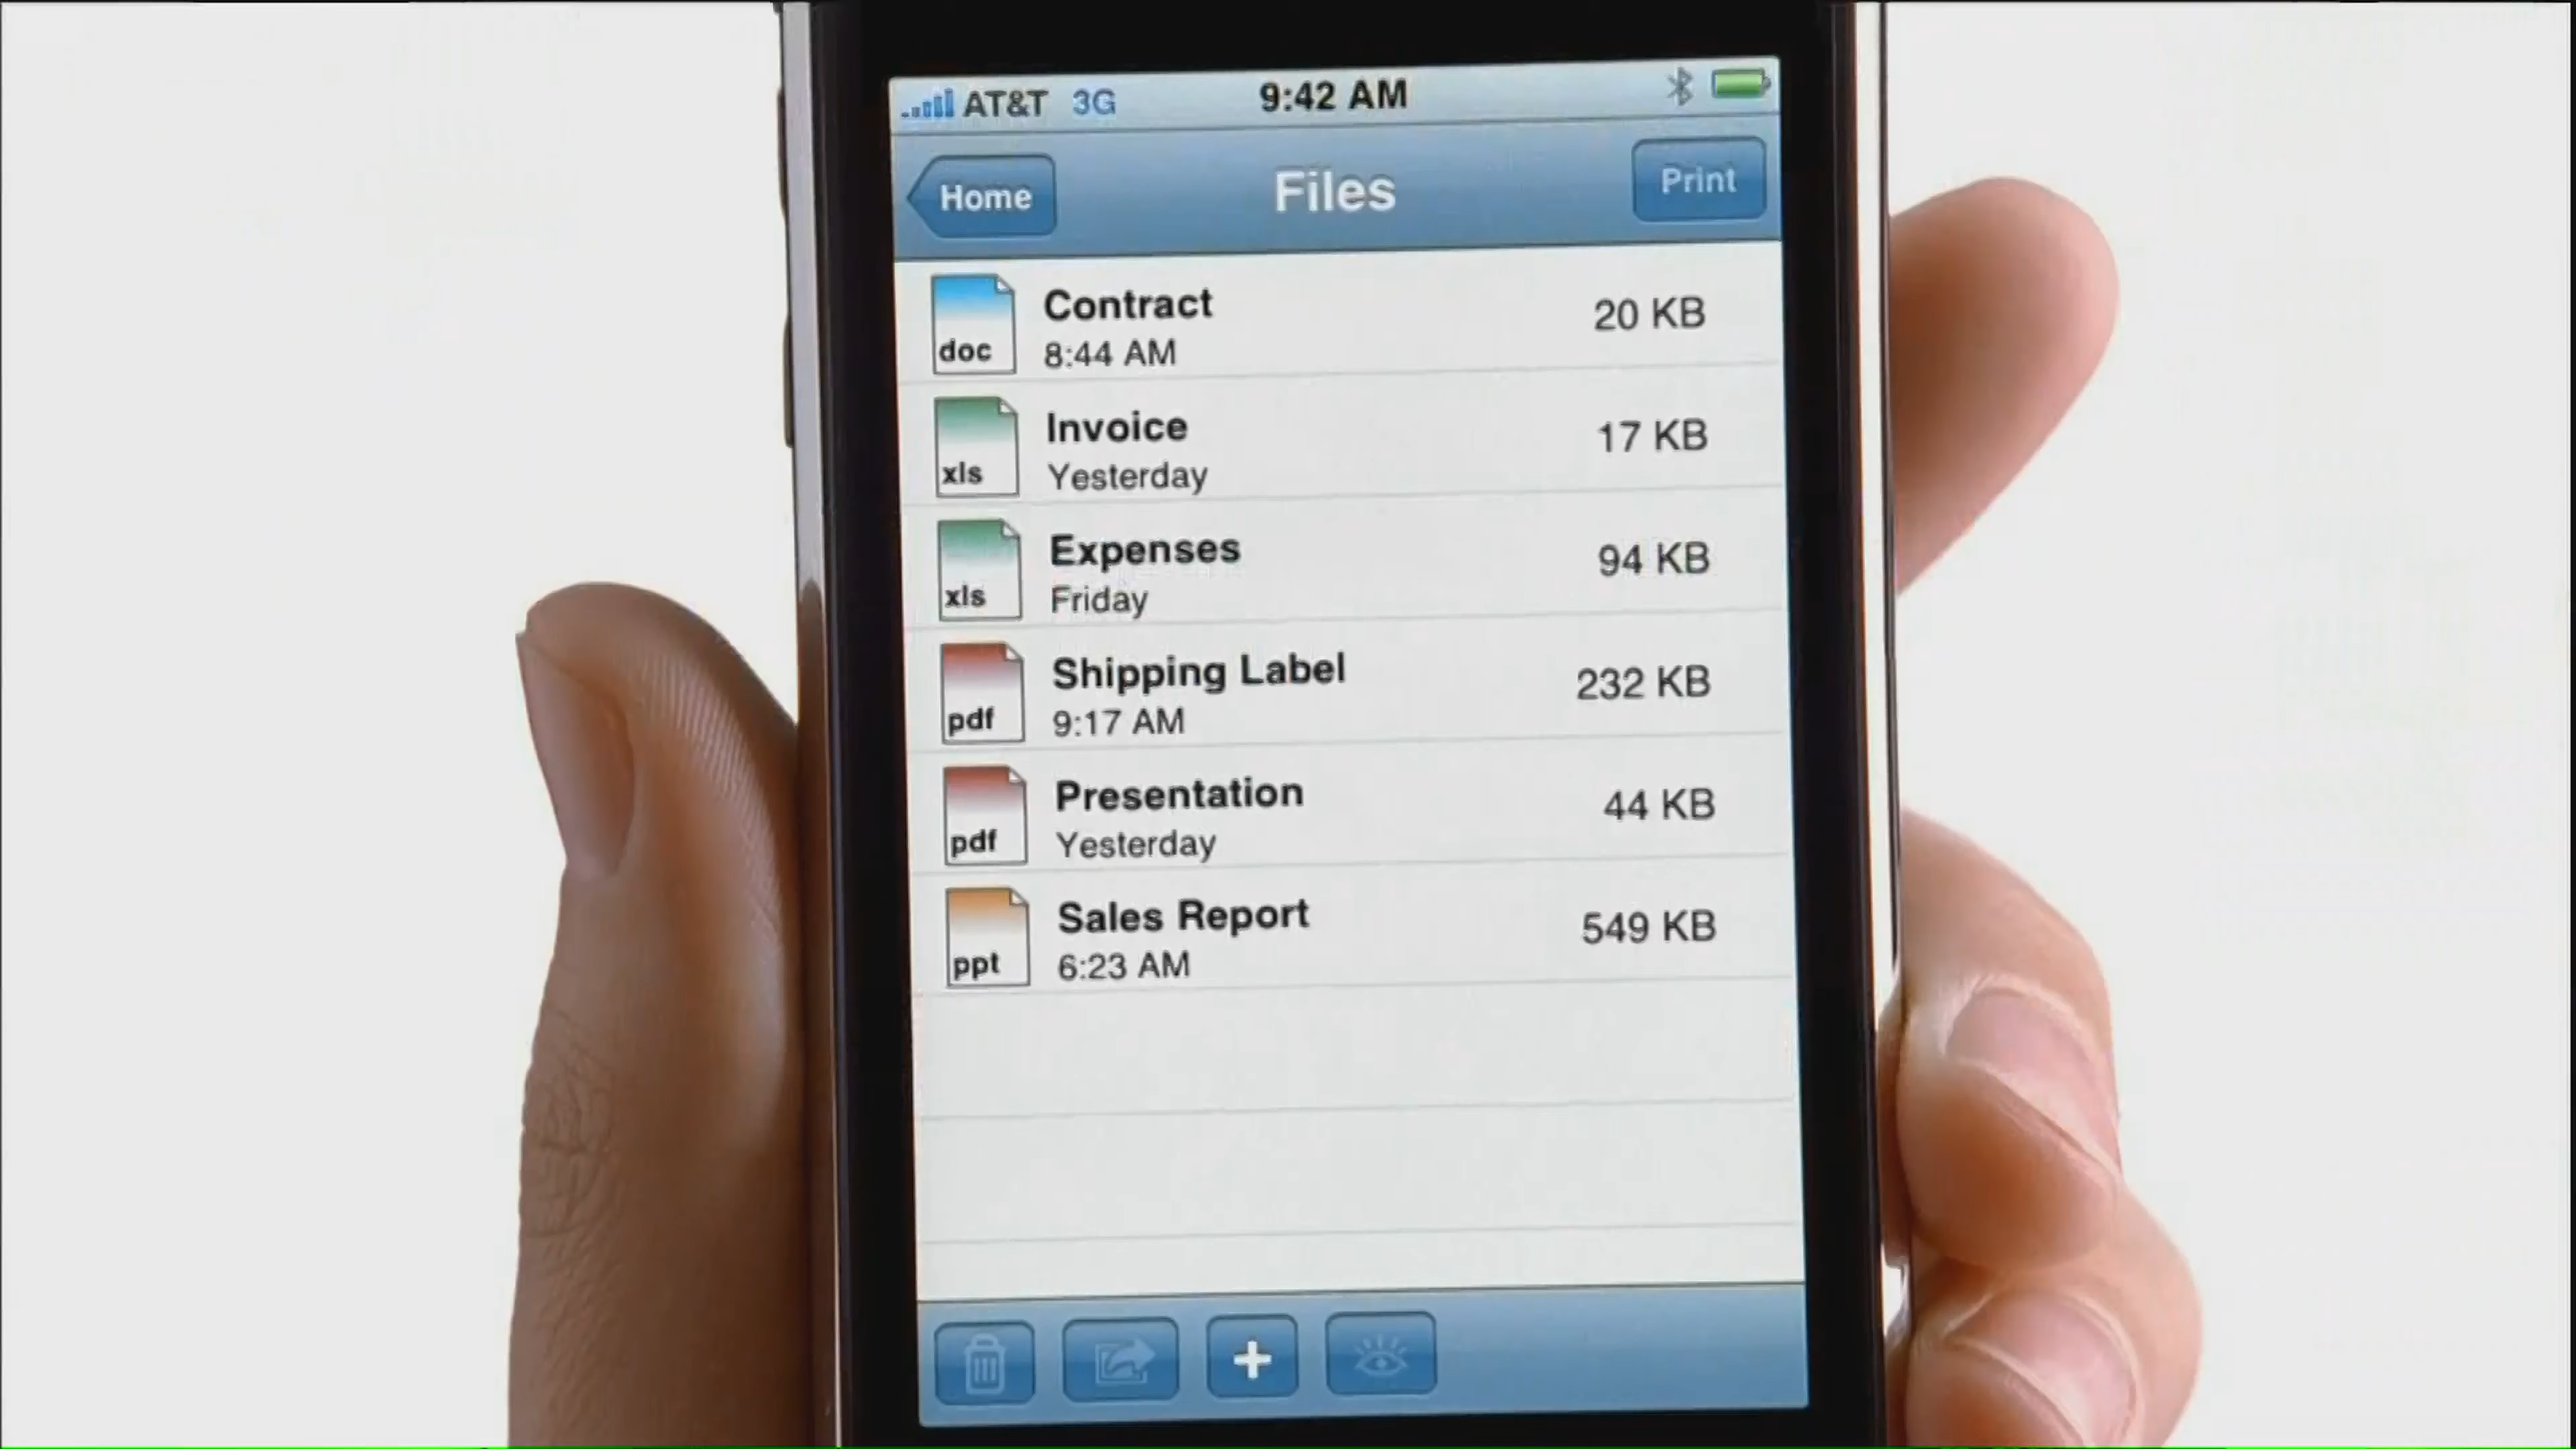 AT&T 3G 9:42 AM
Home Files Print
doc Contract 20 KB
8:44 AM
xls Invoice 17 KB
Yesterday
xls Expenses 94 KB
Friday
pdf Shipping Label 232 KB
9:17 AM
pdf Presentation 44 KB
Yesterday
ppt Sales Report 549 KB
6:23 AM